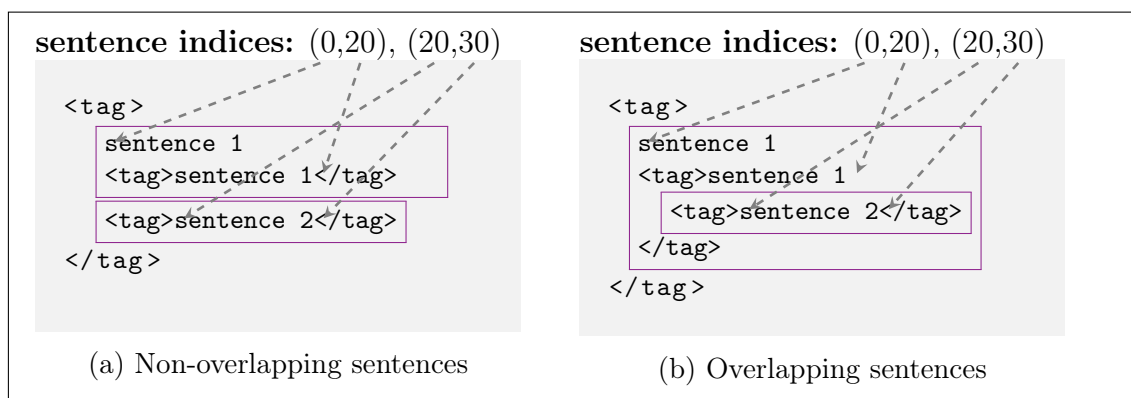 sentence indices: (0,20), (20,30)
<tag>
sentence 1
<tag>sentence 1</tag>
<tag>sentence 2</tag>
</tag>
(a) Non-overlapping sentences
sentence indices: (0,20), (20,30)
<tag>
sentence 1
<tag>sentence 1
<tag>sentence 2</tag>
</tag>
</tag>
(b) Overlapping sentences